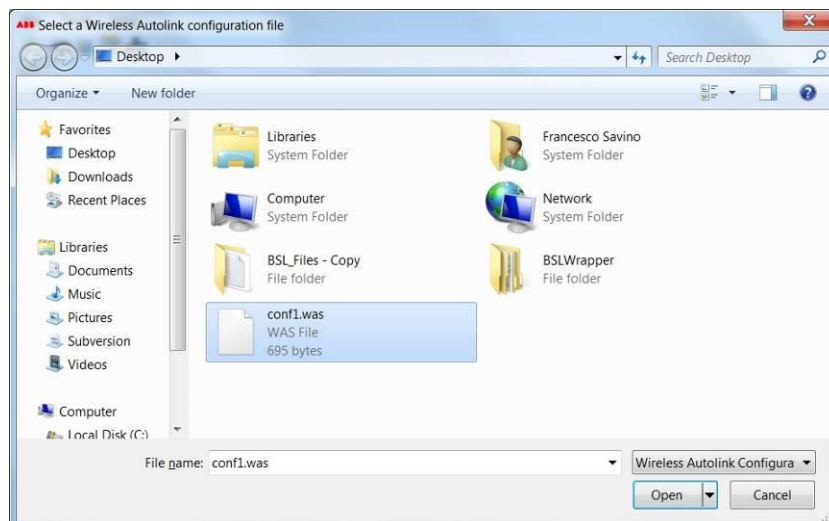 ABB Select a Wireless Autolink configuration file
X
Desktop
Search Desktop
Organize
New folder
?
Favorites
Desktop
Downloads
Recent Places
Libraries
Documents
Music
Pictures
Subversion
Videos
Computer
Local Disk (C:)
Libraries
System Folder
Francesco Savino
System Folder
Computer
System Folder
Network
System Folder
BSL_Files - Copy
File folder
BSLWrapper
File folder
conf1.was
WAS File
695 bytes
File name: conf1.was
Wireless Autolink Configura
Open
Cancel